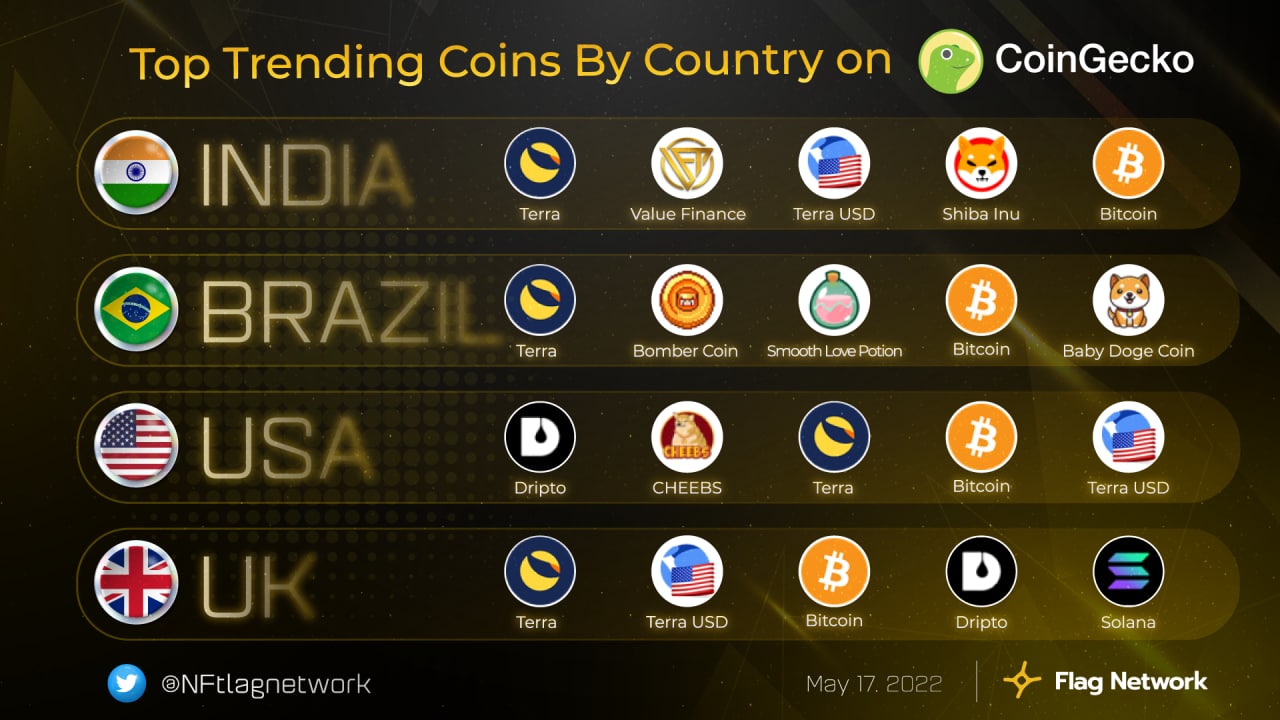 Top Trending Coins By Country on CoinGecko
INDIA
Terra Value Finance Terra USD Shiba Inu Bitcoin
BRAZIL
Terra Bomber Coin Smooth Love Potion Bitcoin Baby Doge Coin
USA
CHEEBS
Dripto CHEEBS Terra Bitcoin Terra USD
UK
Terra Terra USD Bitcoin Dripto Solana
@NFtlagnetwork May 17. 2022 Flag Network